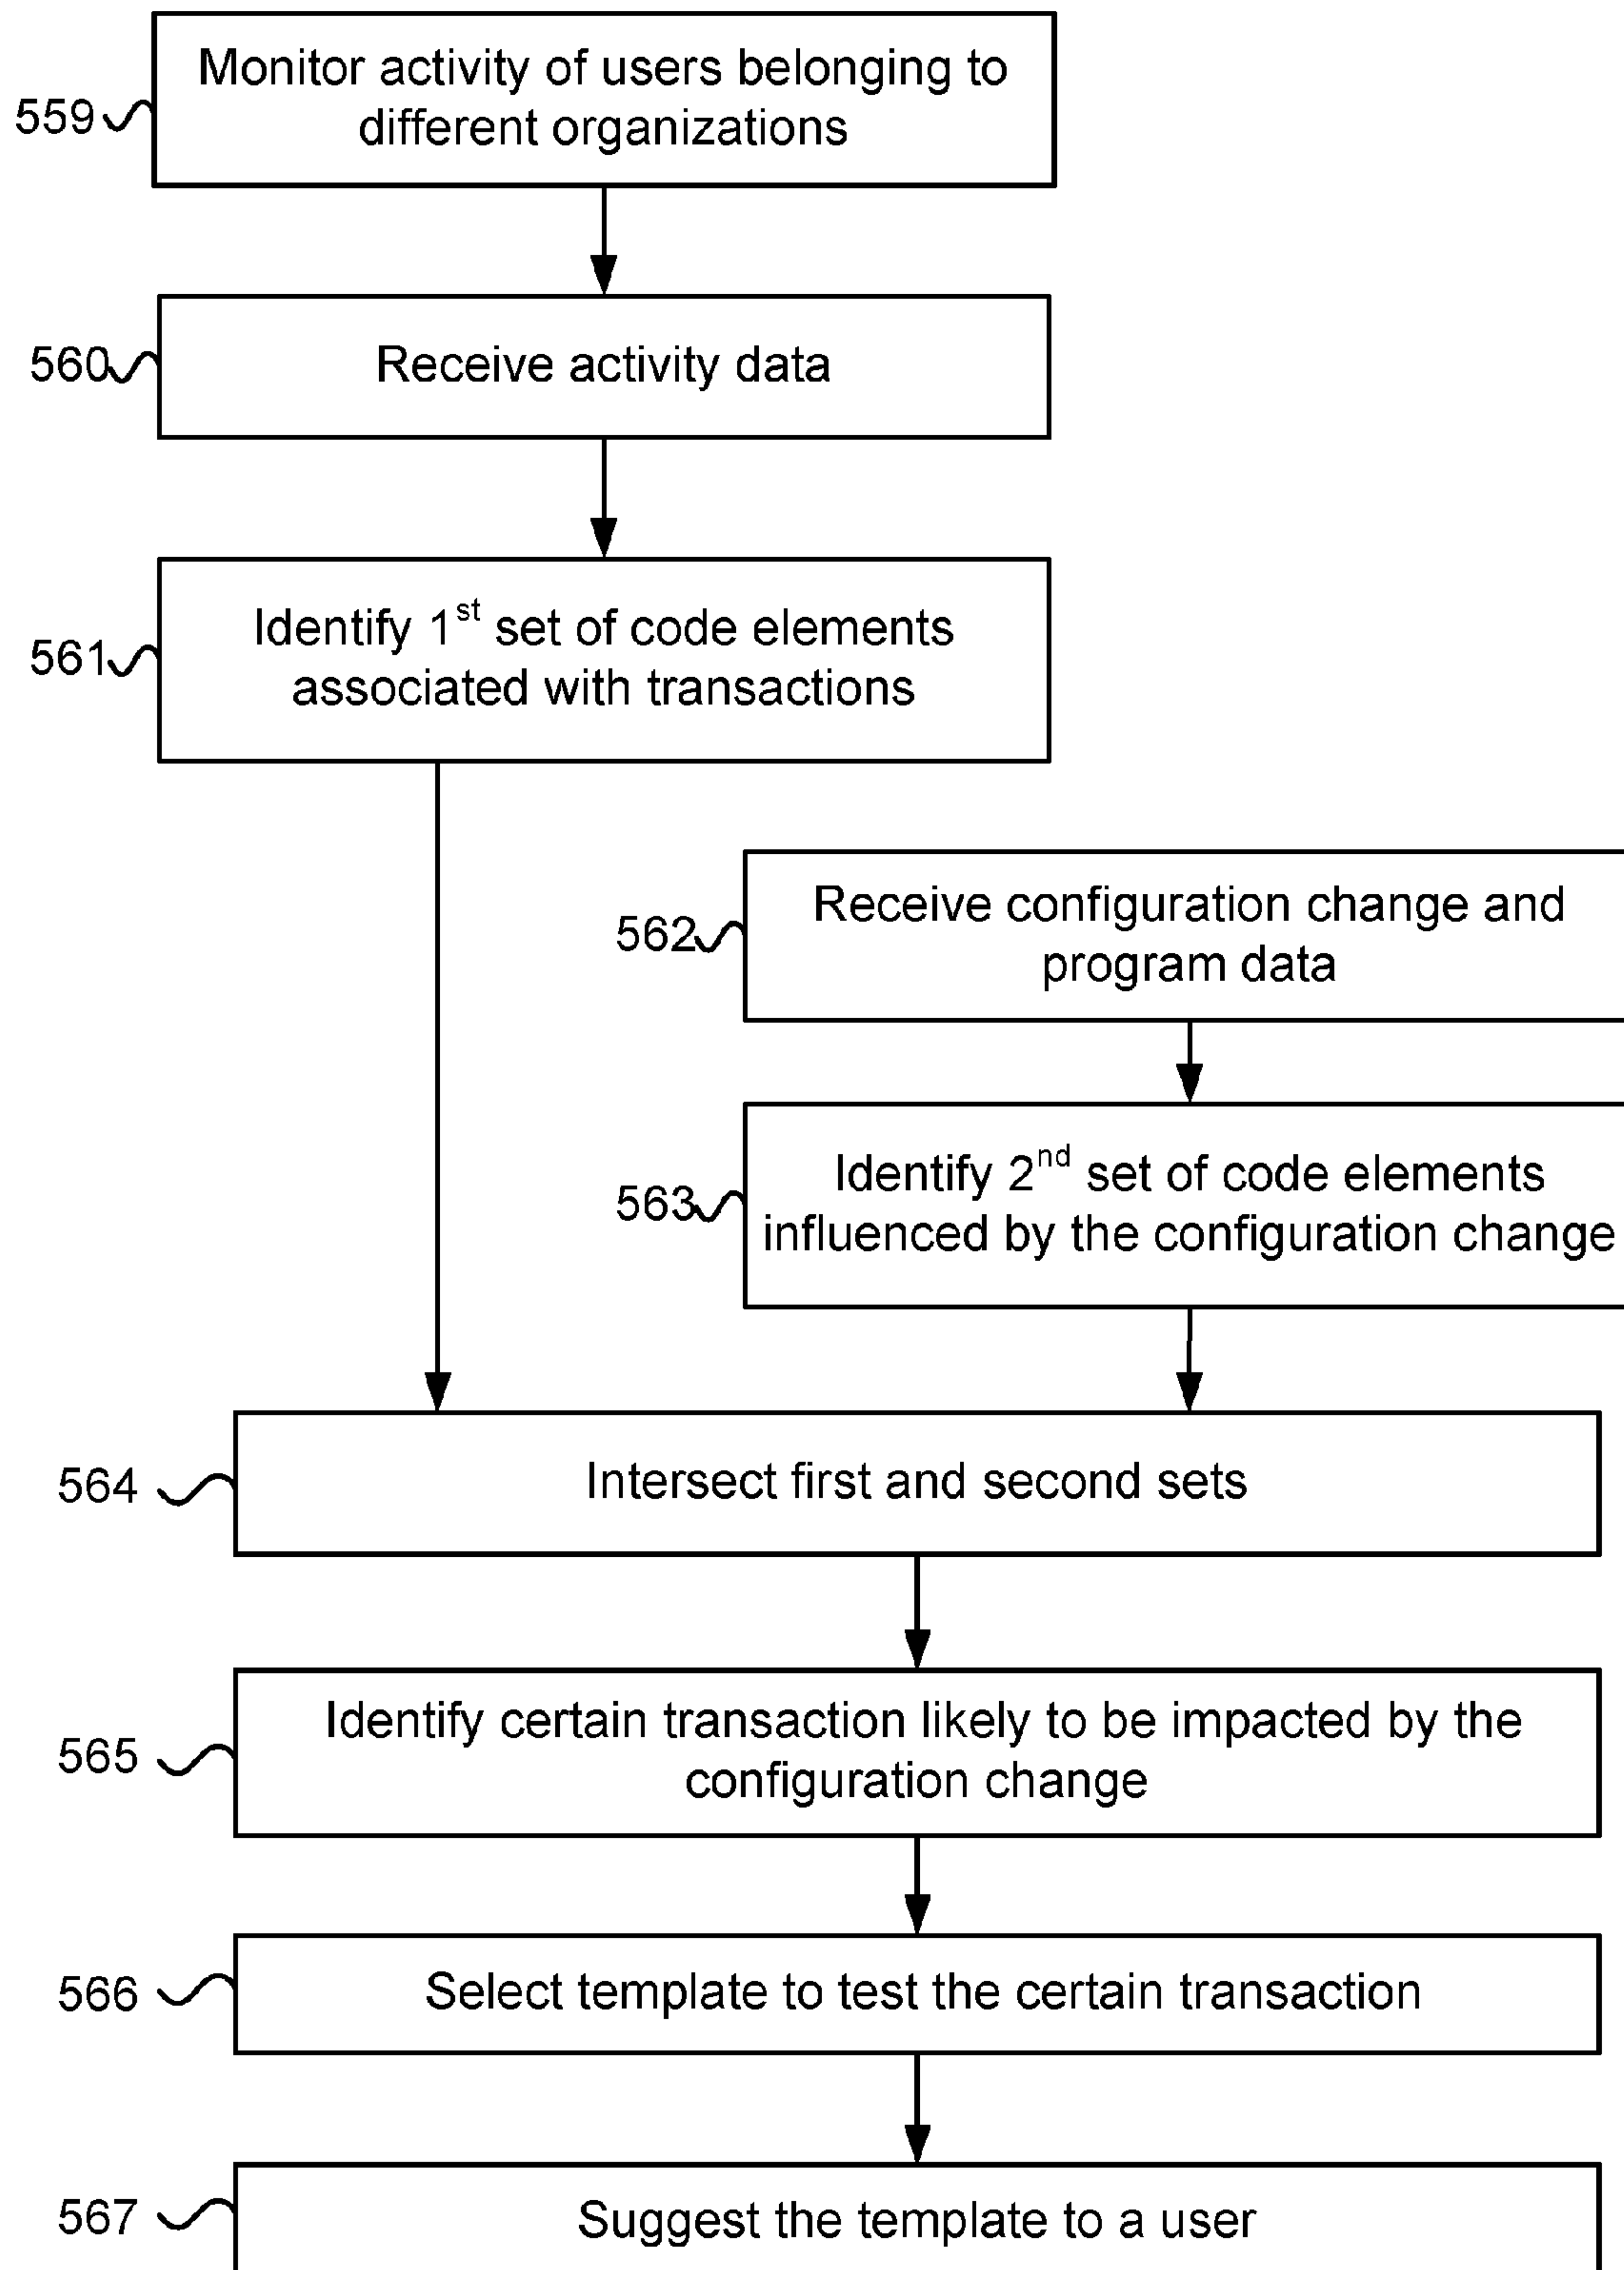 Monitor activity of users belonging to
different organizations
559
Receive activity data
560
Identify 1st set of code elements
associated with transactions
561
Receive configuration change and
program data
562
Identify 2nd set of code elements
influenced by the configuration change
563
Intersect first and second sets
564
Identify certain transaction likely to be impacted by the
configuration change
565
Select template to test the certain transaction
566
Suggest the template to a user
567